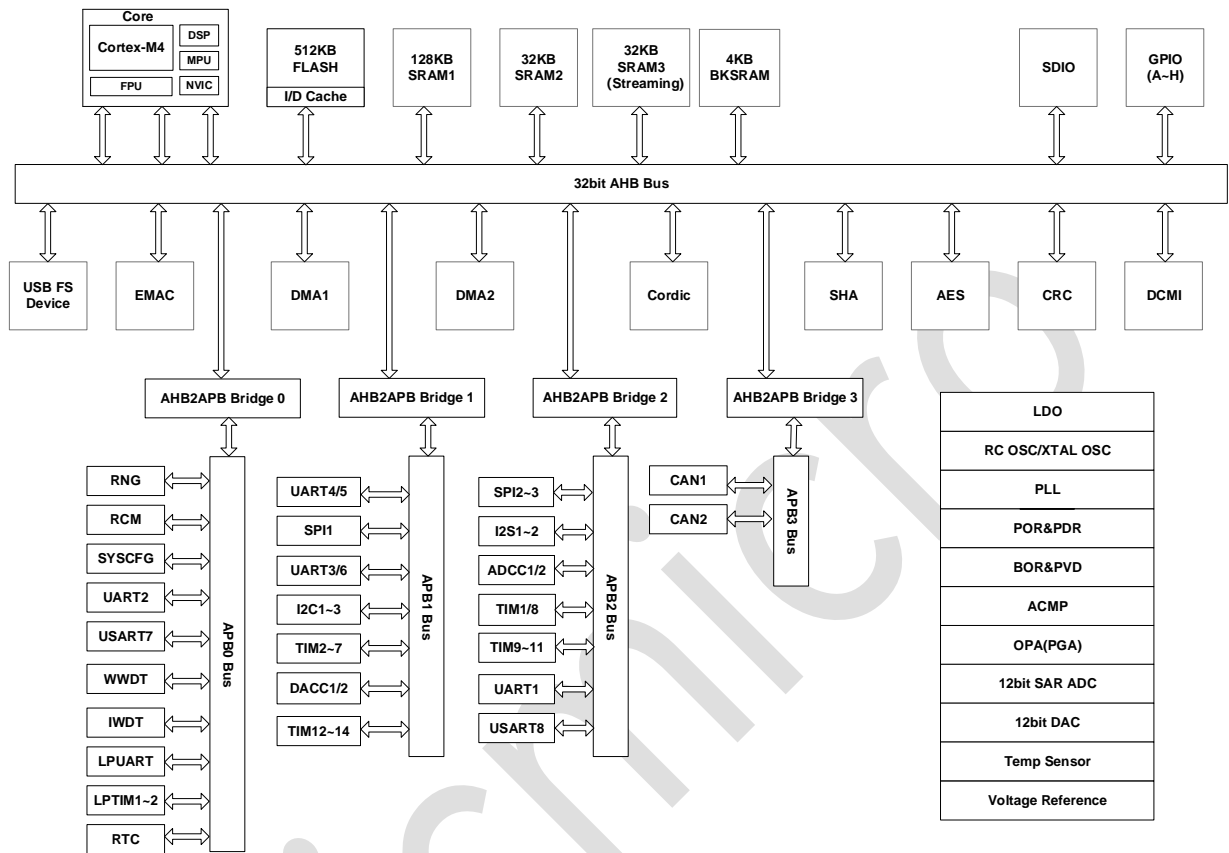 Core
Cortex-M4
DSP
MPU
FPU
NVIC
512KB
FLASH
I/D Cache
128KB
SRAM1
32KB
SRAM2
32KB
SRAM3
(Streaming)
4KB
BKSRAM
SDIO
GPIO
(A~H)
32bit AHB Bus
USB FS
Device
EMAC
DMA1
DMA2
Cordic
SHA
AES
CRC
DCMI
AHB2APB Bridge 0
AHB2APB Bridge 1
AHB2APB Bridge 2
AHB2APB Bridge 3
RNG
RCM
SYSCFG
UART2
USART7
WWDT
IWDT
LPUART
LPTIM1~2
RTC
APB0 Bus
UART4/5
SPI1
UART3/6
I2C1~3
TIM2~7
DACC1/2
TIM12~14
APB1 Bus
SPI2~3
I2S1~2
ADCC1/2
TIM1/8
TIM9~11
UART1
USART8
APB2 Bus
CAN1
CAN2
APB3 Bus
LDO
RC OSC/XTAL OSC
PLL
POR&PDR
BOR&PVD
ACMP
OPA(PGA)
12bit SAR ADC
12bit DAC
Temp Sensor
Voltage Reference